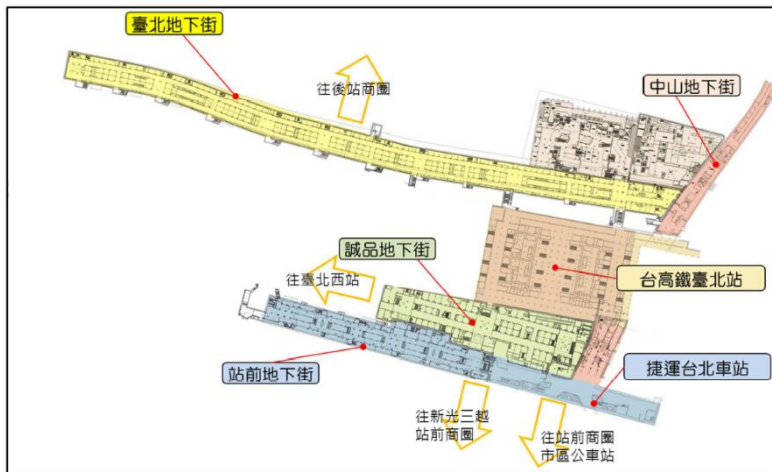 臺北地下街
往後站商圈
中山地下街
誠品地下街
往臺北西站
台高鐵臺北站
站前地下街
捷運台北車站
往新光三越
站前商圈
往站前商圈
市區公車站